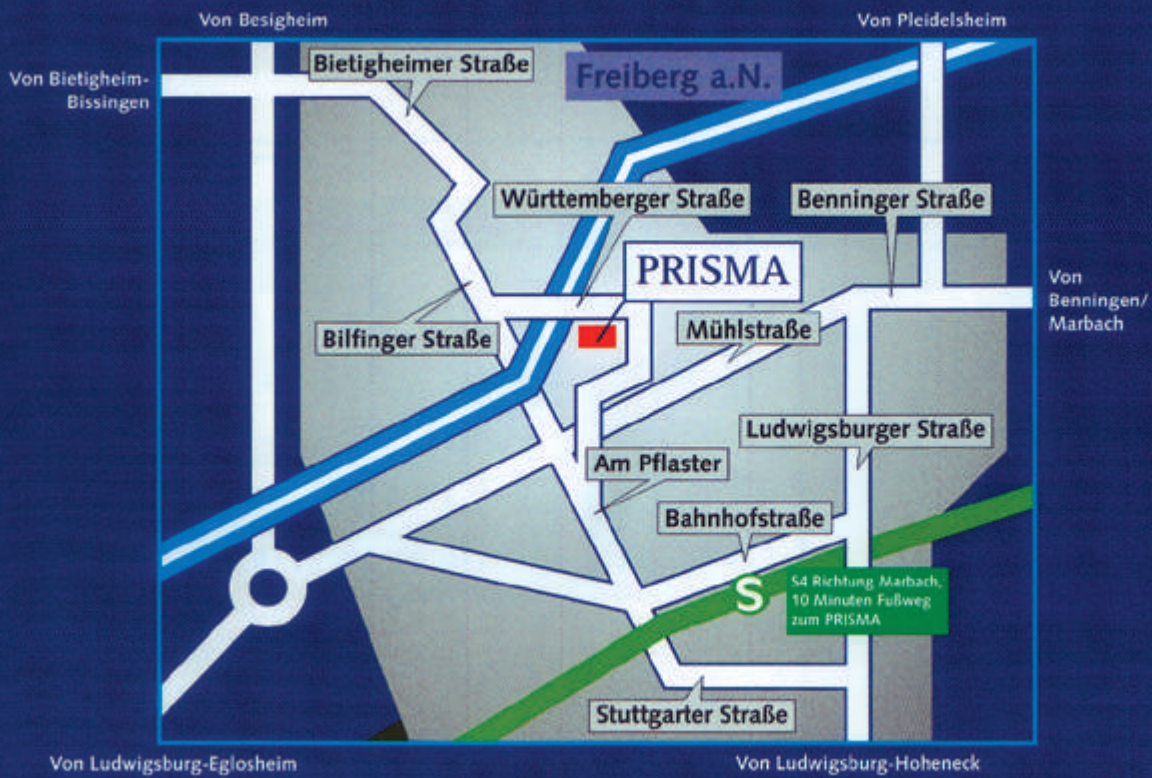 Von Besigheim
Von Pleidelsheim
Von Bietigheim-
Bissingen
Bietigheimer Straße
Freiberg a.N.
Württemberger Straße
Benninger Straße
PRISMA
Von
Benningen/
Marbach
Bilfinger Straße
Mühlstraße
Ludwigsburger Straße
Am Pflaster
Bahnhofstraße
S
S4 Richtung Marbach,
10 Minuten Fußweg
zum PRISMA
Stuttgarter Straße
Von Ludwigsburg-Eglosheim
Von Ludwigsburg-Hoheneck